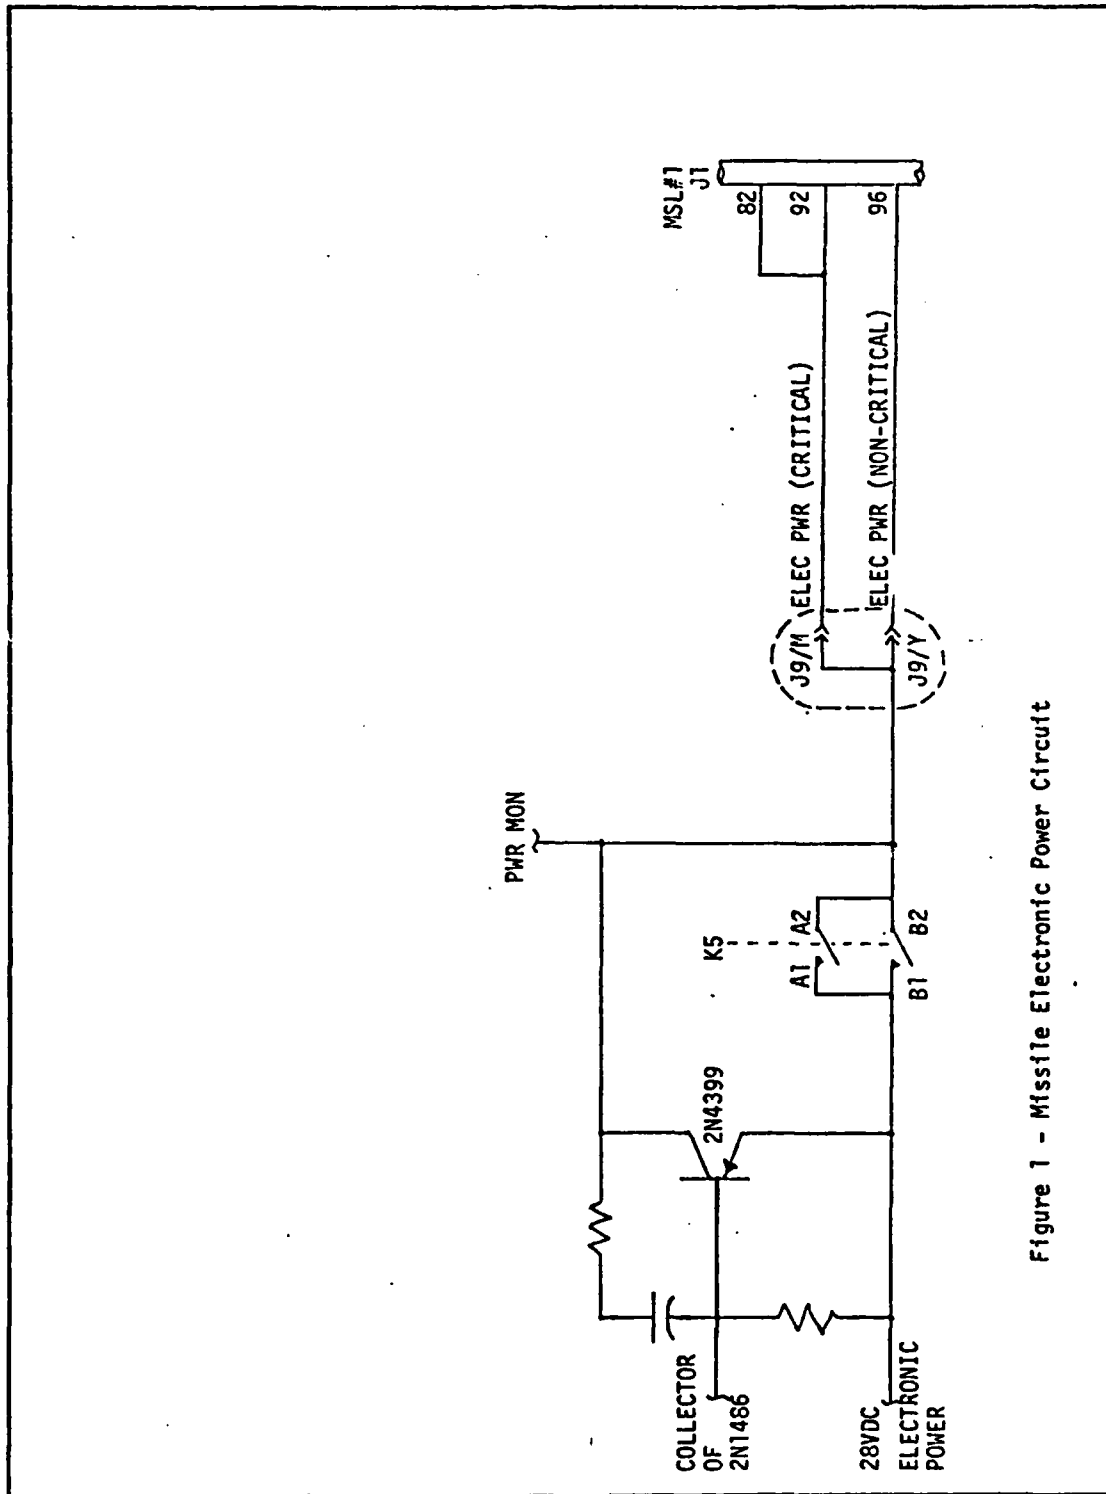 MSL#1
J1
82
92
96
ELEC PWR (CRITICAL)
ELEC PWR (NON-CRITICAL)
J9/M
J9/Y
PWR MON
K5
A1
A2
B1
B2
2N4399
COLLECTOR
OF
2N1486
28VDC
ELECTRONIC
POWER
Figure 1 - Missile Electronic Power Circuit